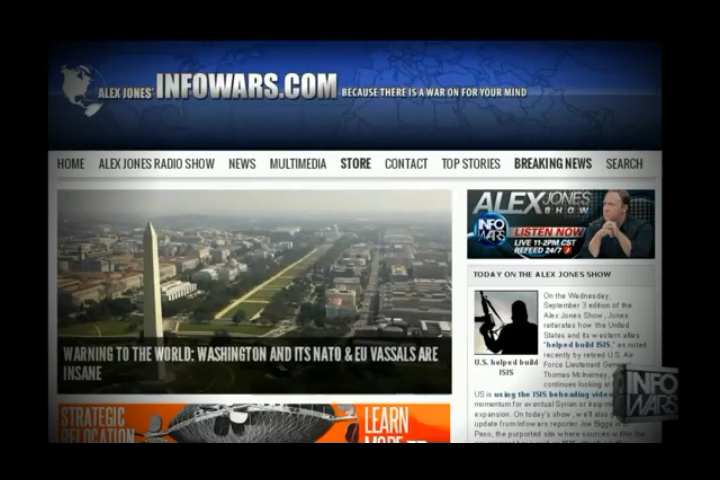 ALEX JONES' INFOWARS.COM BECAUSE THERE IS A WAR ON FOR YOUR MIND
HOME ALEX JONES RADIO SHOW NEWS MULTIMEDIA STORE CONTACT TOP STORIES BREAKING NEWS SEARCH
WARNING TO THE WORLD: WASHINGTON AND ITS NATO & EU VASSALS ARE
INSANE
STRATEGIC
RELOCATION
LEARN
MORE
ALEX JONES
SHOW
INFO
WARS
LISTEN NOW
LIVE 11-2PM CST
REFEED 24/7
TODAY ON THE ALEX JONES SHOW
U.S. helped build
ISIS
On the Wednesday,
September 3 edition of the
Alex Jones Show, Jones
reiterates how the United
States and its western allies
"helped build ISIS," as noted
recently by retired U.S. Air
Force Lieutenant General
Thomas McInerney,
continues looking at
US is using the ISIS beheading video
momentum for eventual Syrian or Iraq
expansion. On today's show, we'll also
update from Infowars reporter Joe Biggs in El
Paso, the purported site where sources within the
INFO
WARS